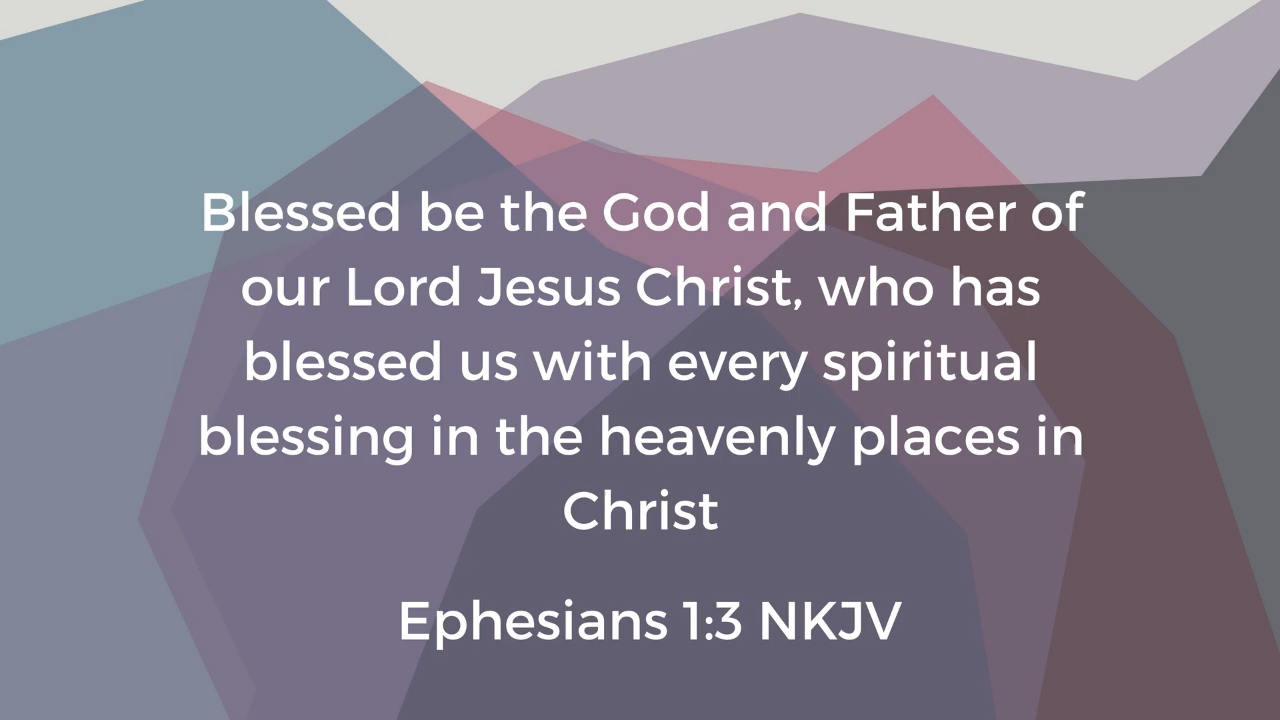 Blessed be the God and Father of
our Lord Jesus Christ, who has
blessed us with every spiritual
blessing in the heavenly places in
Christ
Ephesians 1:3 NKJV